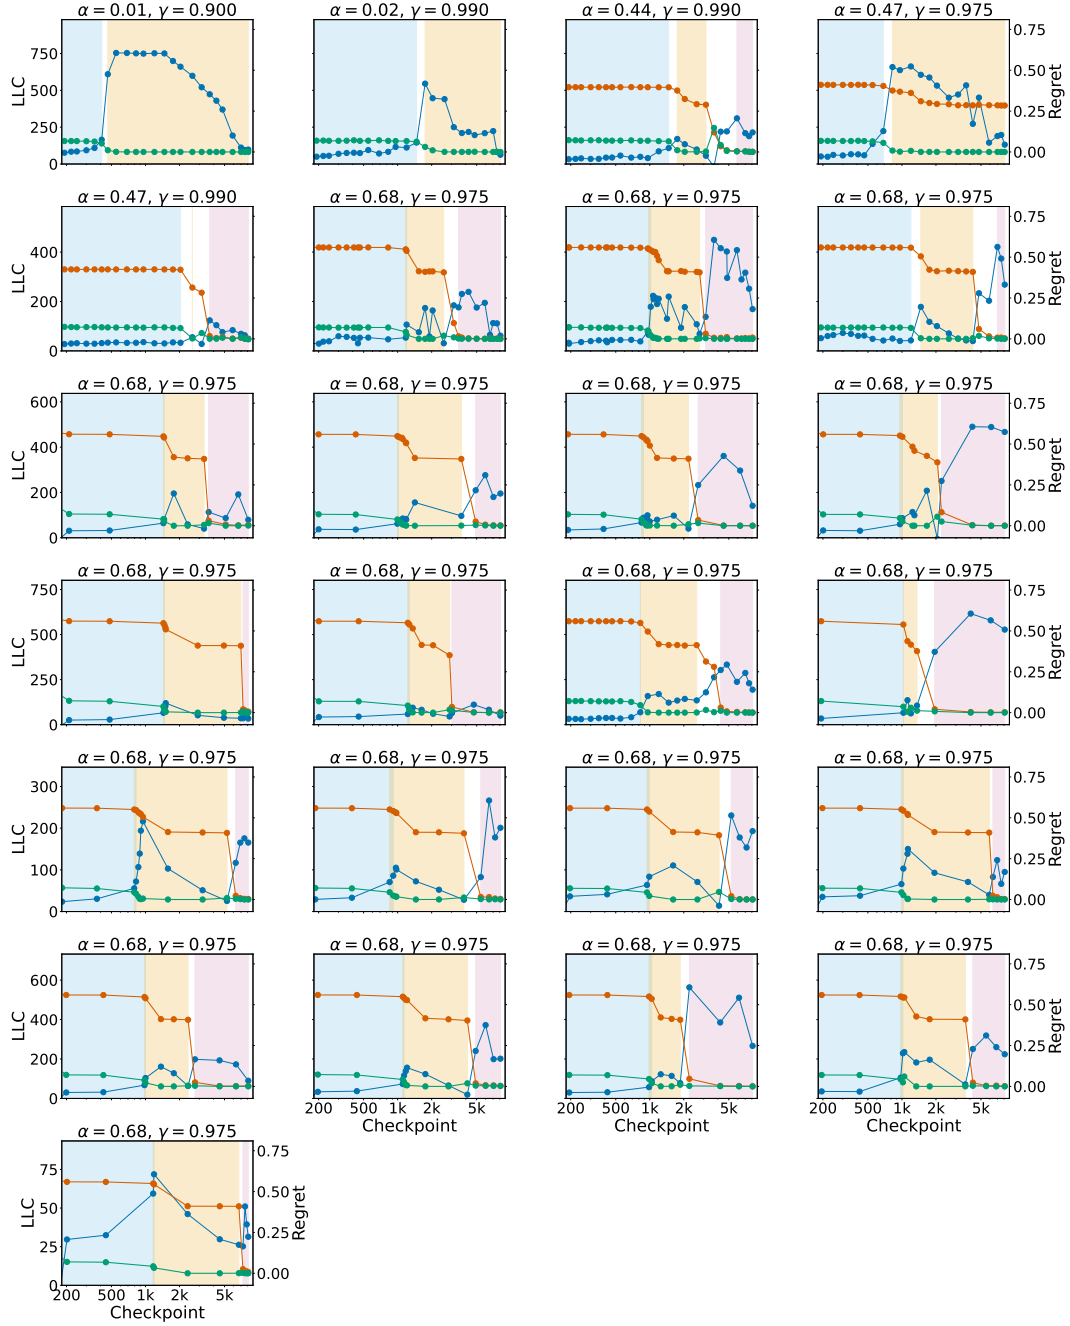 α = 0.01, γ = 0.900
α = 0.02, γ = 0.990
α = 0.44, γ = 0.990
α = 0.47, γ = 0.975
LLC
750
500
250
0
0.75
0.50
0.25
0.00
Regret
α = 0.47, γ = 0.990
α = 0.68, γ = 0.975
α = 0.68, γ = 0.975
α = 0.68, γ = 0.975
LLC
400
200
0
0.75
0.50
0.25
0.00
Regret
α = 0.68, γ = 0.975
α = 0.68, γ = 0.975
α = 0.68, γ = 0.975
α = 0.68, γ = 0.975
LLC
600
400
200
0
0.75
0.50
0.25
0.00
Regret
α = 0.68, γ = 0.975
α = 0.68, γ = 0.975
α = 0.68, γ = 0.975
α = 0.68, γ = 0.975
LLC
750
500
250
0
0.75
0.50
0.25
0.00
Regret
α = 0.68, γ = 0.975
α = 0.68, γ = 0.975
α = 0.68, γ = 0.975
α = 0.68, γ = 0.975
LLC
300
200
100
0
0.75
0.50
0.25
0.00
Regret
α = 0.68, γ = 0.975
α = 0.68, γ = 0.975
α = 0.68, γ = 0.975
α = 0.68, γ = 0.975
LLC
600
400
200
0
0.75
0.50
0.25
0.00
Regret
200 500 1k 2k 5k
Checkpoint
200 500 1k 2k 5k
Checkpoint
200 500 1k 2k 5k
Checkpoint
α = 0.68, γ = 0.975
LLC
75
50
25
0
0.75
0.50
0.25
0.00
Regret
200 500 1k 2k 5k
Checkpoint